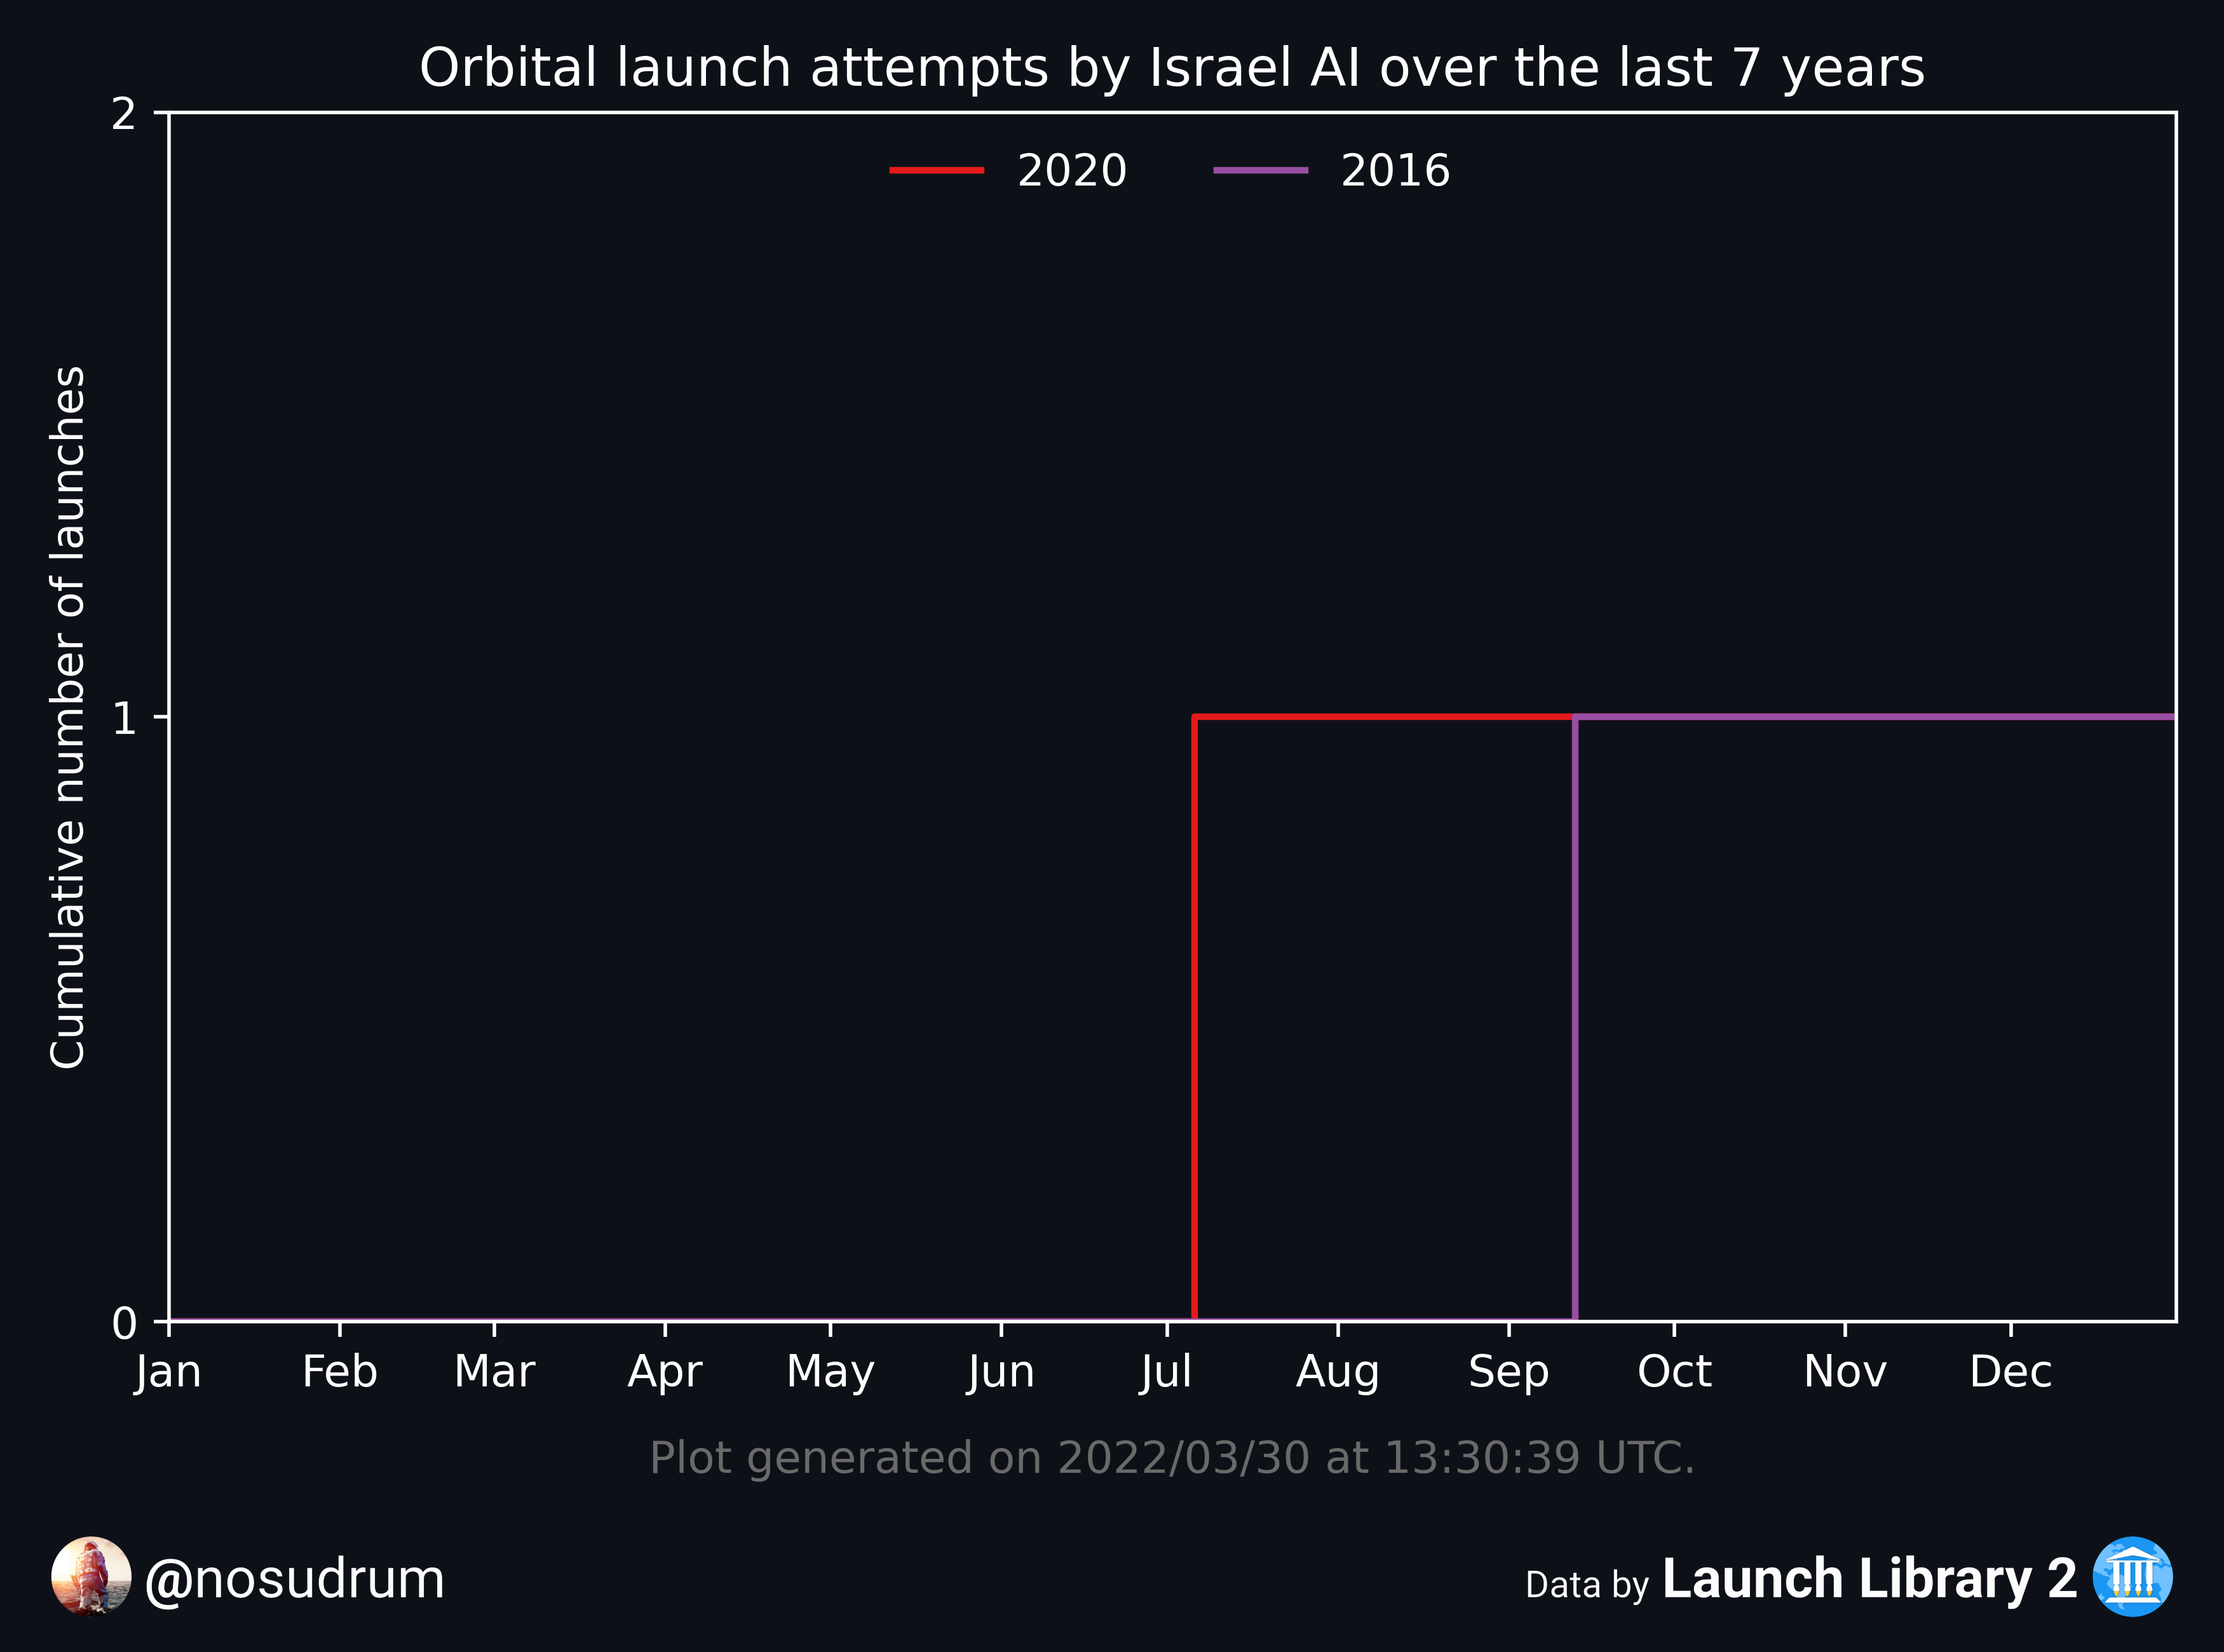 Orbital launch attempts by Israel AI over the last 7 years
2020 2016
Cumulative number of launches
2
1
0
Jan Feb Mar Apr May Jun Jul Aug Sep Oct Nov Dec
Plot generated on 2022/03/30 at 13:30:39 UTC.
@nosudrum
Data by Launch Library 2